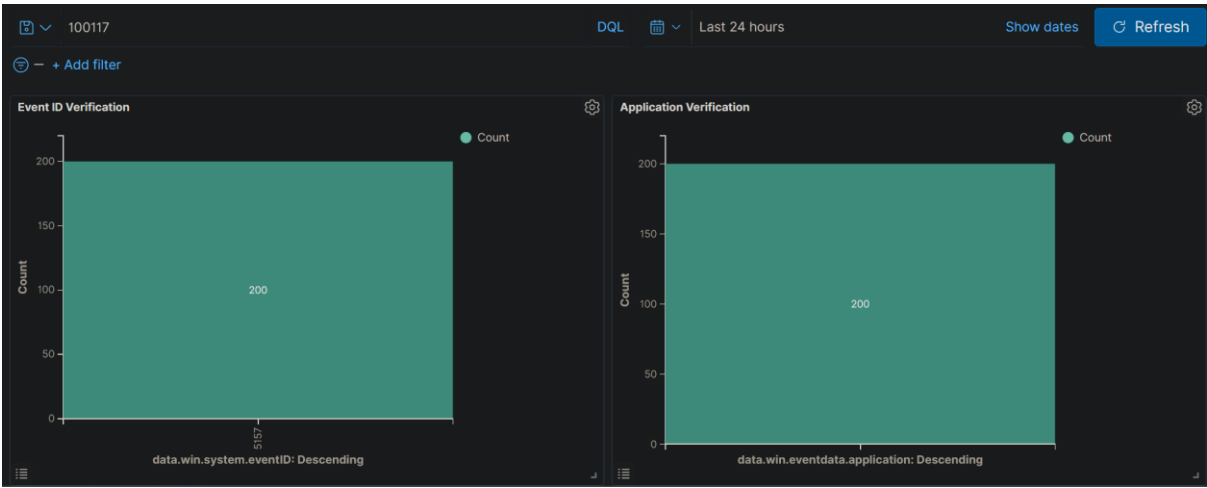 100117 DQL Last 24 hours Show dates Refresh
+ Add filter
Event ID Verification
Count
200
150
100
50
0
Count
200
5157
data.win.system.eventID: Descending
Application Verification
Count
200
150
100
50
0
Count
200
data.win.eventdata.application: Descending